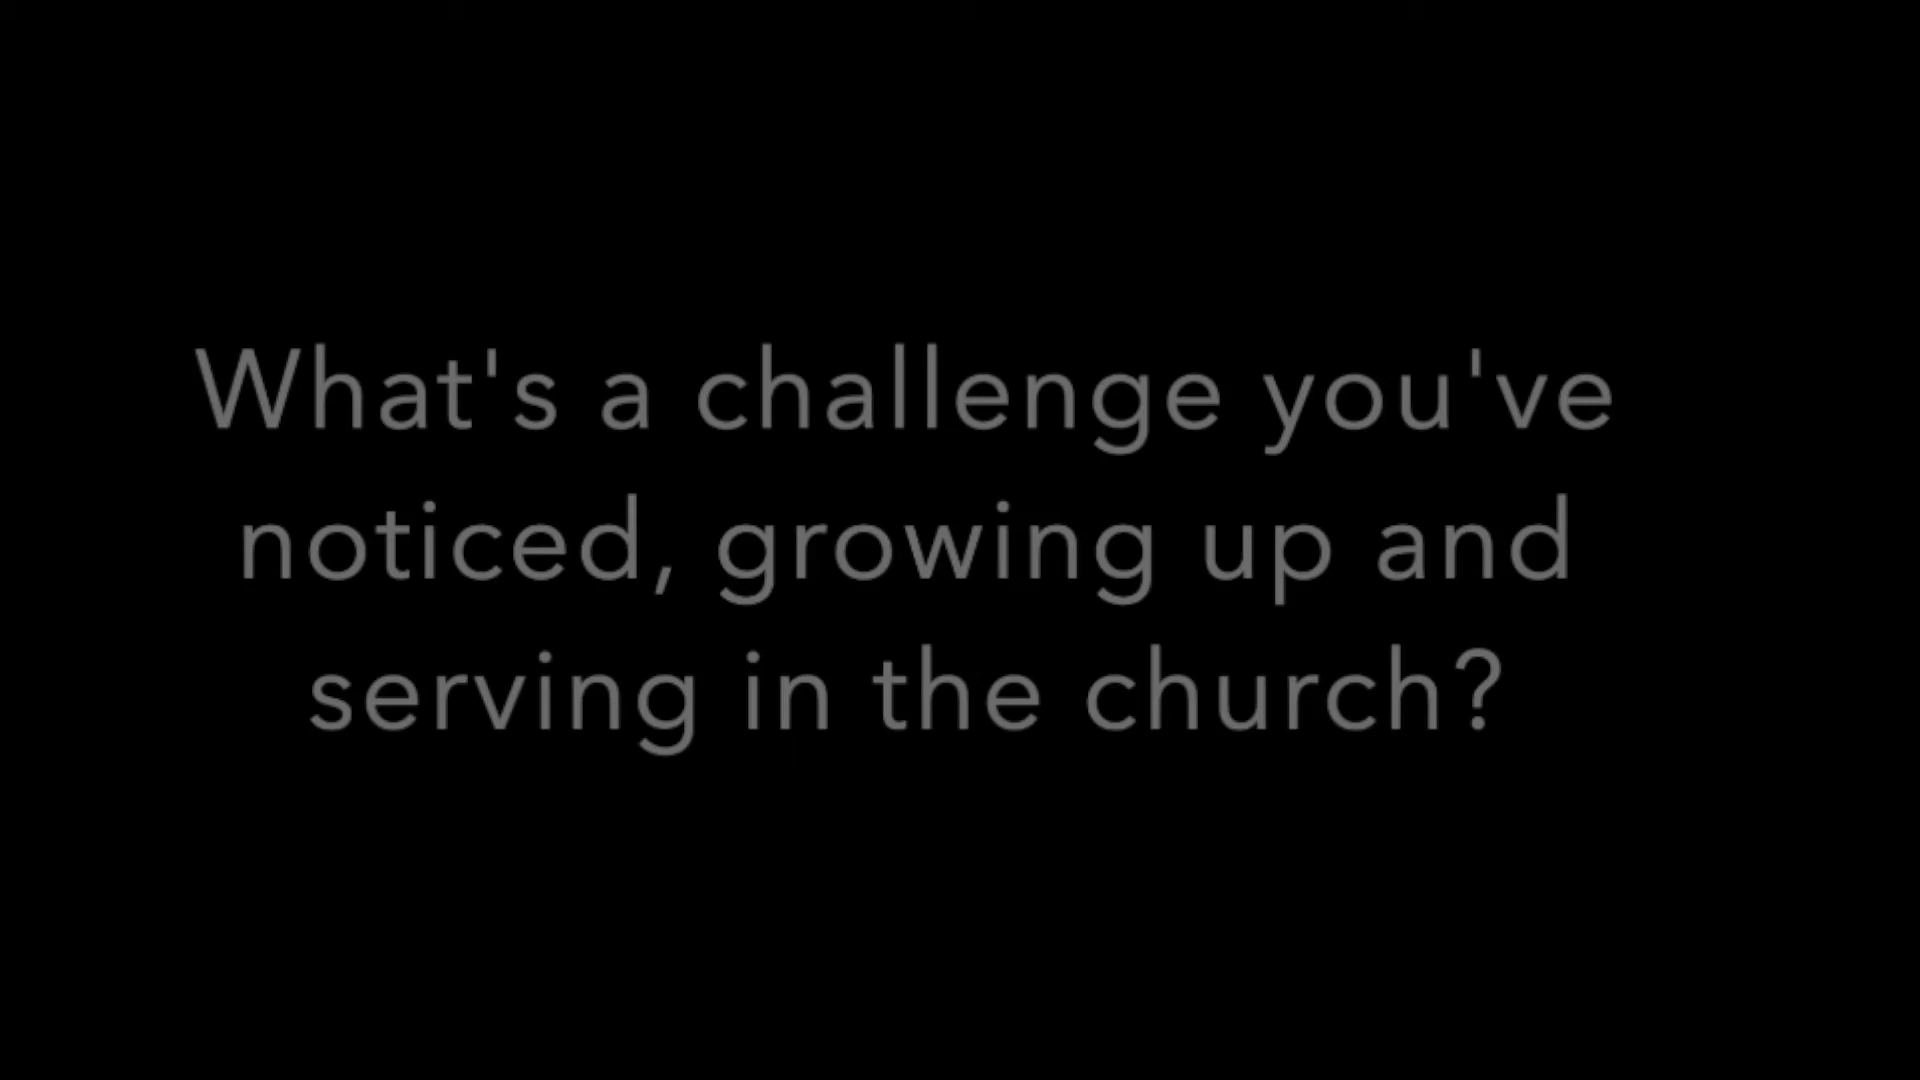 What's a challenge you've
noticed, growing up and
serving in the church?